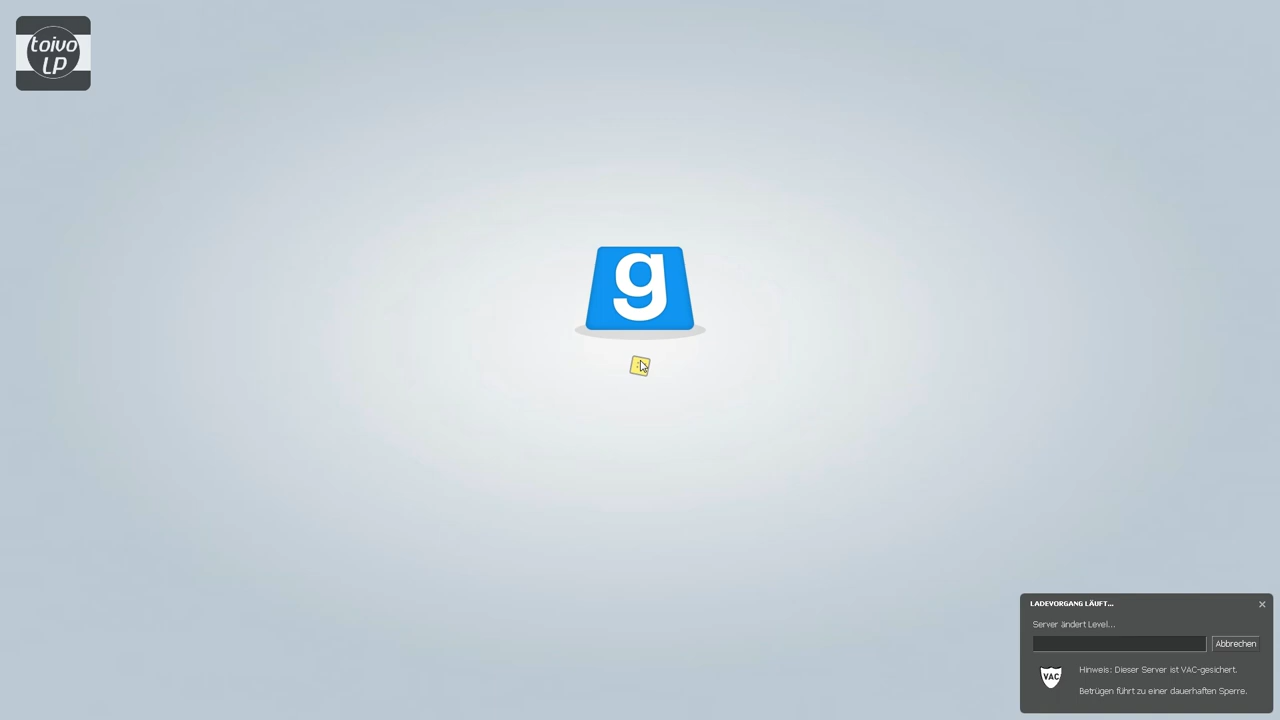 toivo
LP
g
LADEVORGANG LÄUFT...
Server ändert Level...
Abbrechen
VAC
Hinweis: Dieser Server ist VAC-gesichert.
Betrügen führt zu einer dauerhaften Sperre.